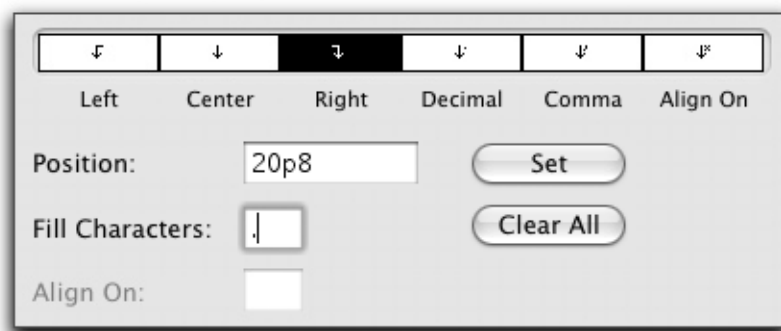 Left Center Right Decimal Comma Align On
Position: 20p8 Set
Fill Characters: . Clear All
Align On: